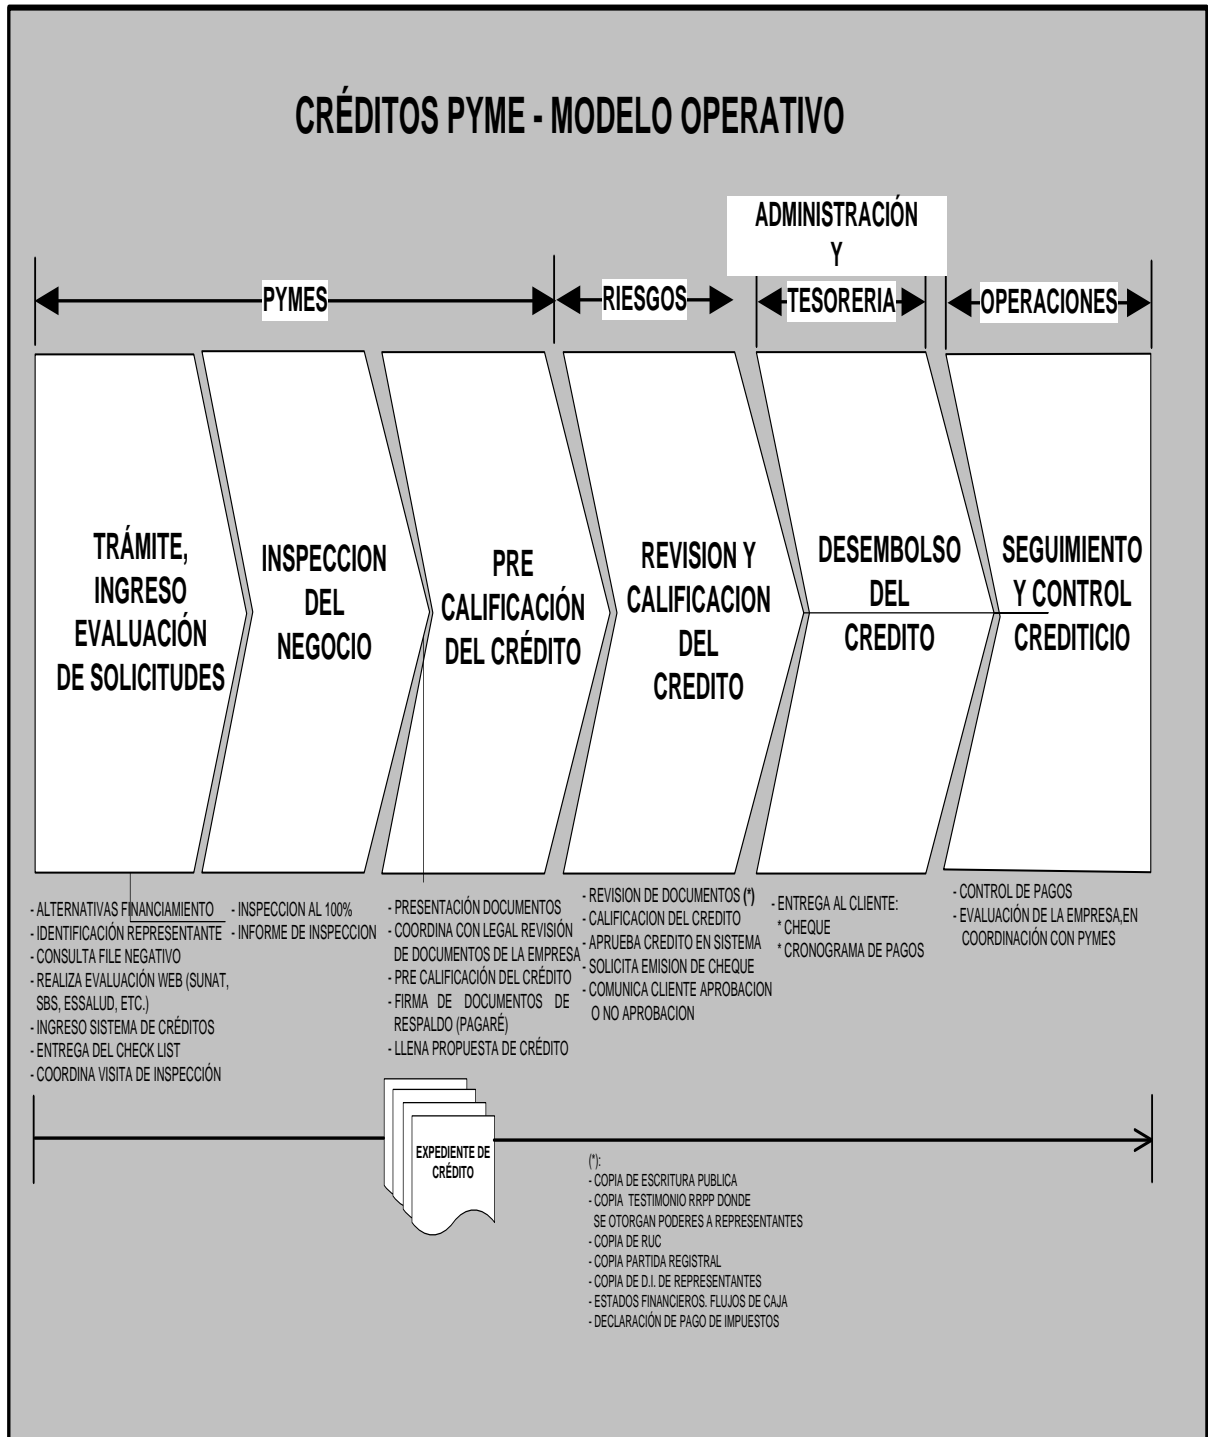 CRÉDITOS PYME - MODELO OPERATIVO
ADMINISTRACIÓN
Y
PYMES
RIESGOS
TESORERIA
OPERACIONES
TRÁMITE,
INGRESO
EVALUACIÓN
DE SOLICITUDES
INSPECCION
DEL
NEGOCIO
PRE
CALIFICACIÓN
DEL CRÉDITO
REVISION Y
CALIFICACION
DEL
CREDITO
DESEMBOLSO
DEL
CREDITO
SEGUIMIENTO
Y CONTROL
CREDITICIO
- ALTERNATIVAS FINANCIAMIENTO
- IDENTIFICACIÓN REPRESENTANTE
- CONSULTA FILE NEGATIVO
- REALIZA EVALUACIÓN WEB (SUNAT,
SBS, ESSALUD, ETC.)
- INGRESO SISTEMA DE CRÉDITOS
- ENTREGA DEL CHECK LIST
- COORDINA VISITA DE INSPECCIÓN
- INSPECCION AL 100%
- INFORME DE INSPECCION
- PRESENTACIÓN DOCUMENTOS
- COORDINA CON LEGAL REVISIÓN
DE DOCUMENTOS DE LA EMPRESA
- PRE CALIFICACIÓN DEL CRÉDITO
- FIRMA DE DOCUMENTOS DE
RESPALDO (PAGARÉ)
- LLENA PROPUESTA DE CRÉDITO
- REVISION DE DOCUMENTOS (*)
- CALIFICACION DEL CREDITO
- APRUEBA CREDITO EN SISTEMA
- SOLICITA EMISION DE CHEQUE
- COMUNICA CLIENTE APROBACION
O NO APROBACION
- ENTREGA AL CLIENTE:
* CHEQUE
* CRONOGRAMA DE PAGOS
- CONTROL DE PAGOS
- EVALUACIÓN DE LA EMPRESA,EN
COORDINACIÓN CON PYMES
EXPEDIENTE DE
CRÉDITO
(*):
- COPIA DE ESCRITURA PUBLICA
- COPIA TESTIMONIO RRPP DONDE
SE OTORGAN PODERES A REPRESENTANTES
- COPIA DE RUC
- COPIA PARTIDA REGISTRAL
- COPIA DE D.I. DE REPRESENTANTES
- ESTADOS FINANCIEROS. FLUJOS DE CAJA
- DECLARACIÓN DE PAGO DE IMPUESTOS